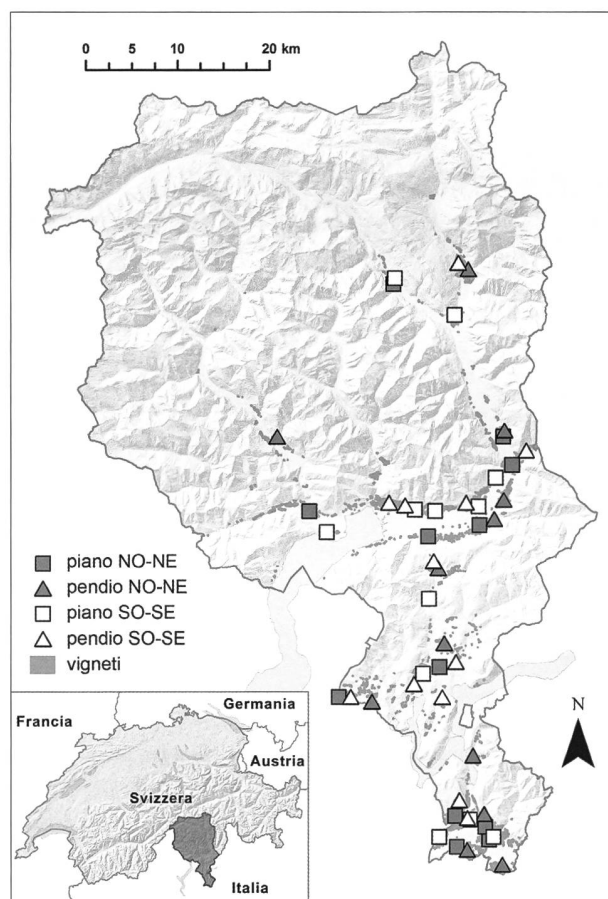 0 5 10 20 km
piano NO-NE
pendio NO-NE
piano SO-SE
pendio SO-SE
vigneti
N
Francia
Germania
Austria
Svizzera
Italia